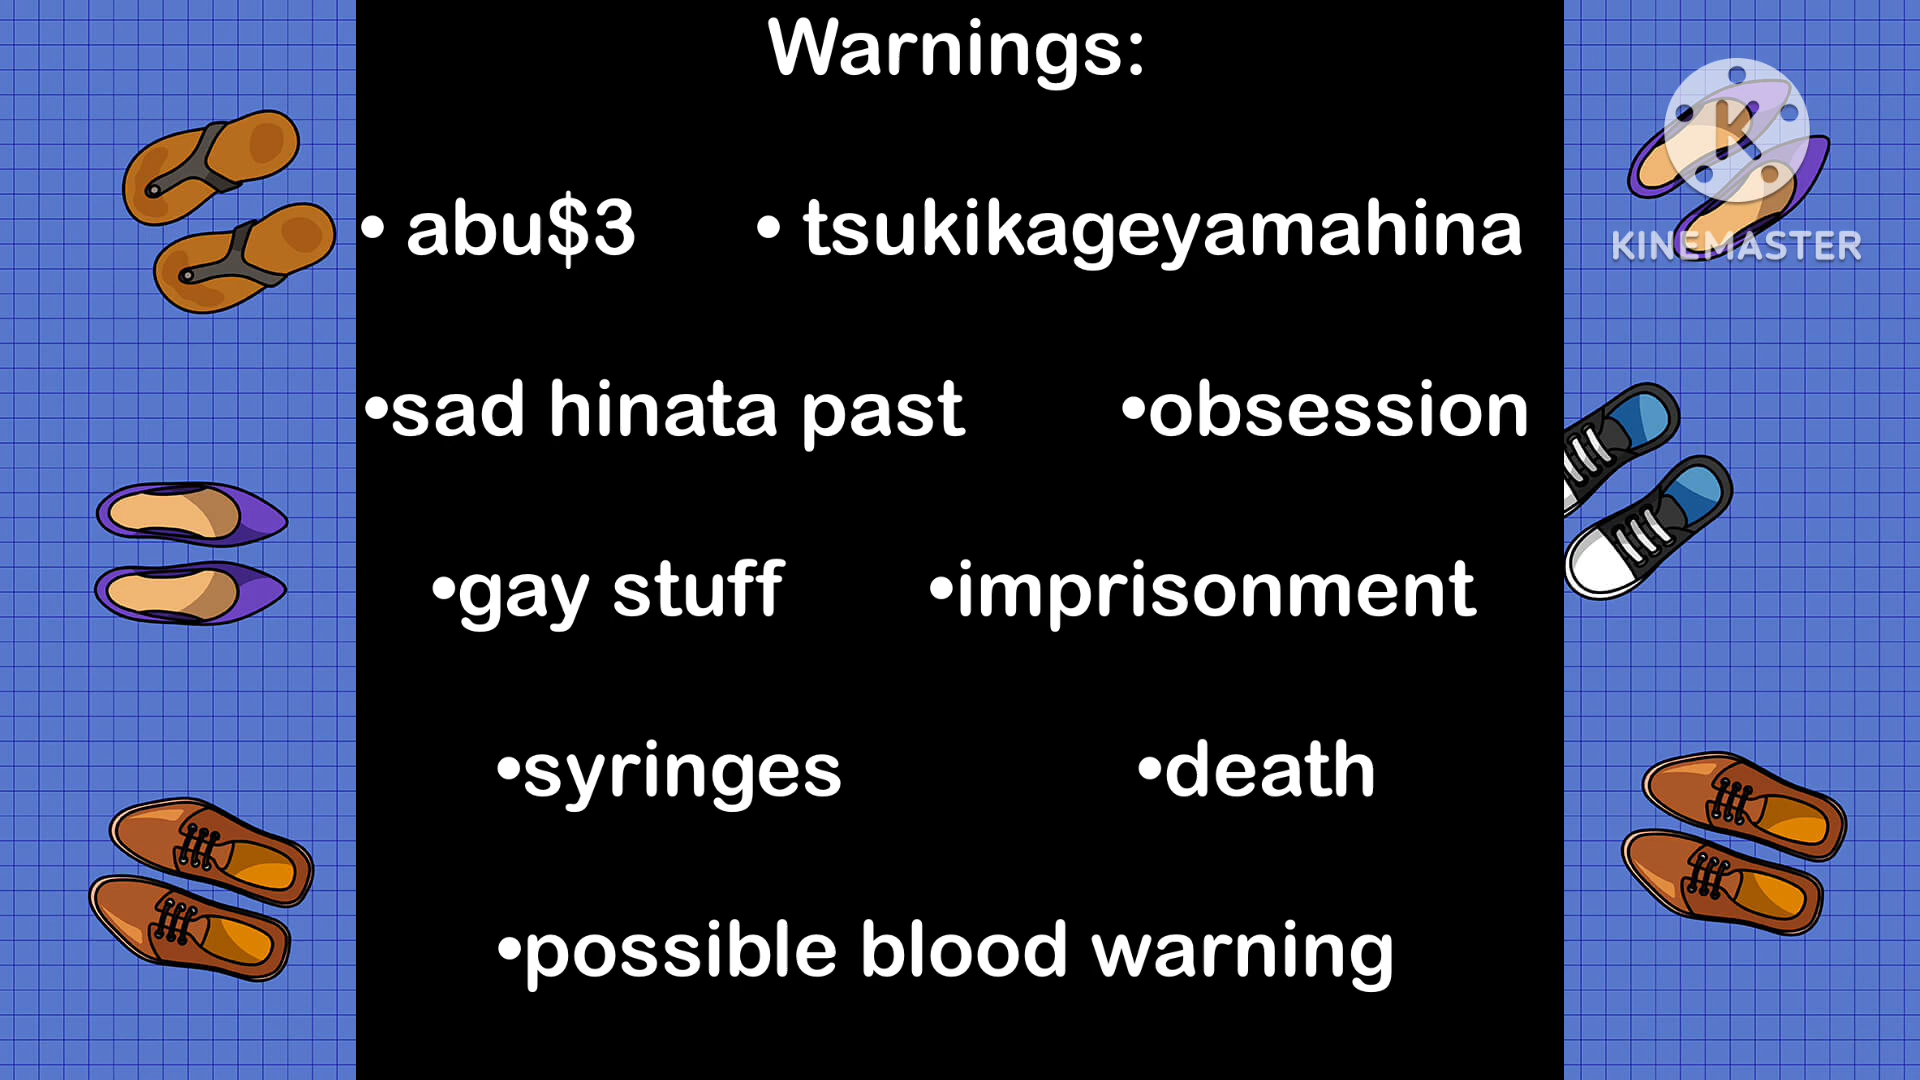 Warnings:
• abu$3 • tsukikageyamahina
KINEMASTER
•sad hinata past •obsession
•gay stuff •imprisonment
•syringes •death
•possible blood warning